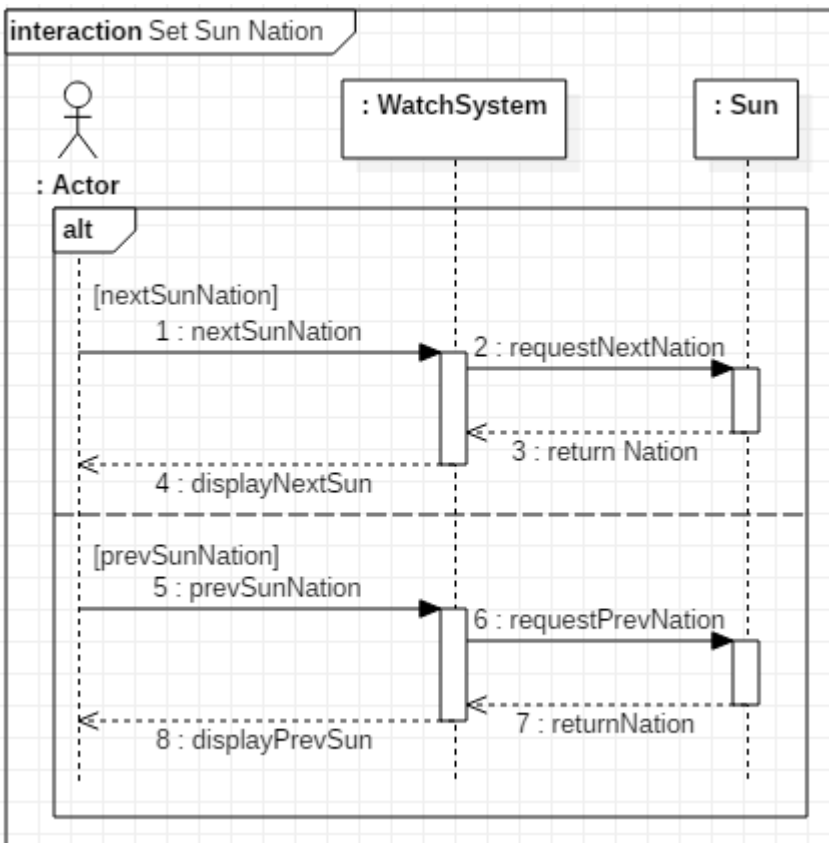 interaction Set Sun Nation
: WatchSystem
: Sun
: Actor
alt
[nextSunNation]
1 : nextSunNation
2 : requestNextNation
3 : return Nation
4 : displayNextSun
[prevSunNation]
5 : prevSunNation
6 : requestPrevNation
7 : returnNation
8 : displayPrevSun